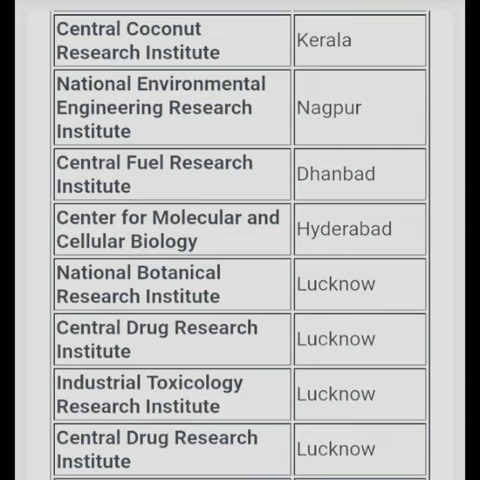 Central Coconut
Research Institute
Kerala
National Environmental
Engineering Research
Institute
Nagpur
Central Fuel Research
Institute
Dhanbad
Center for Molecular and
Cellular Biology
Hyderabad
National Botanical
Research Institute
Lucknow
Central Drug Research
Institute
Lucknow
Industrial Toxicology
Research Institute
Lucknow
Central Drug Research
Institute
Lucknow